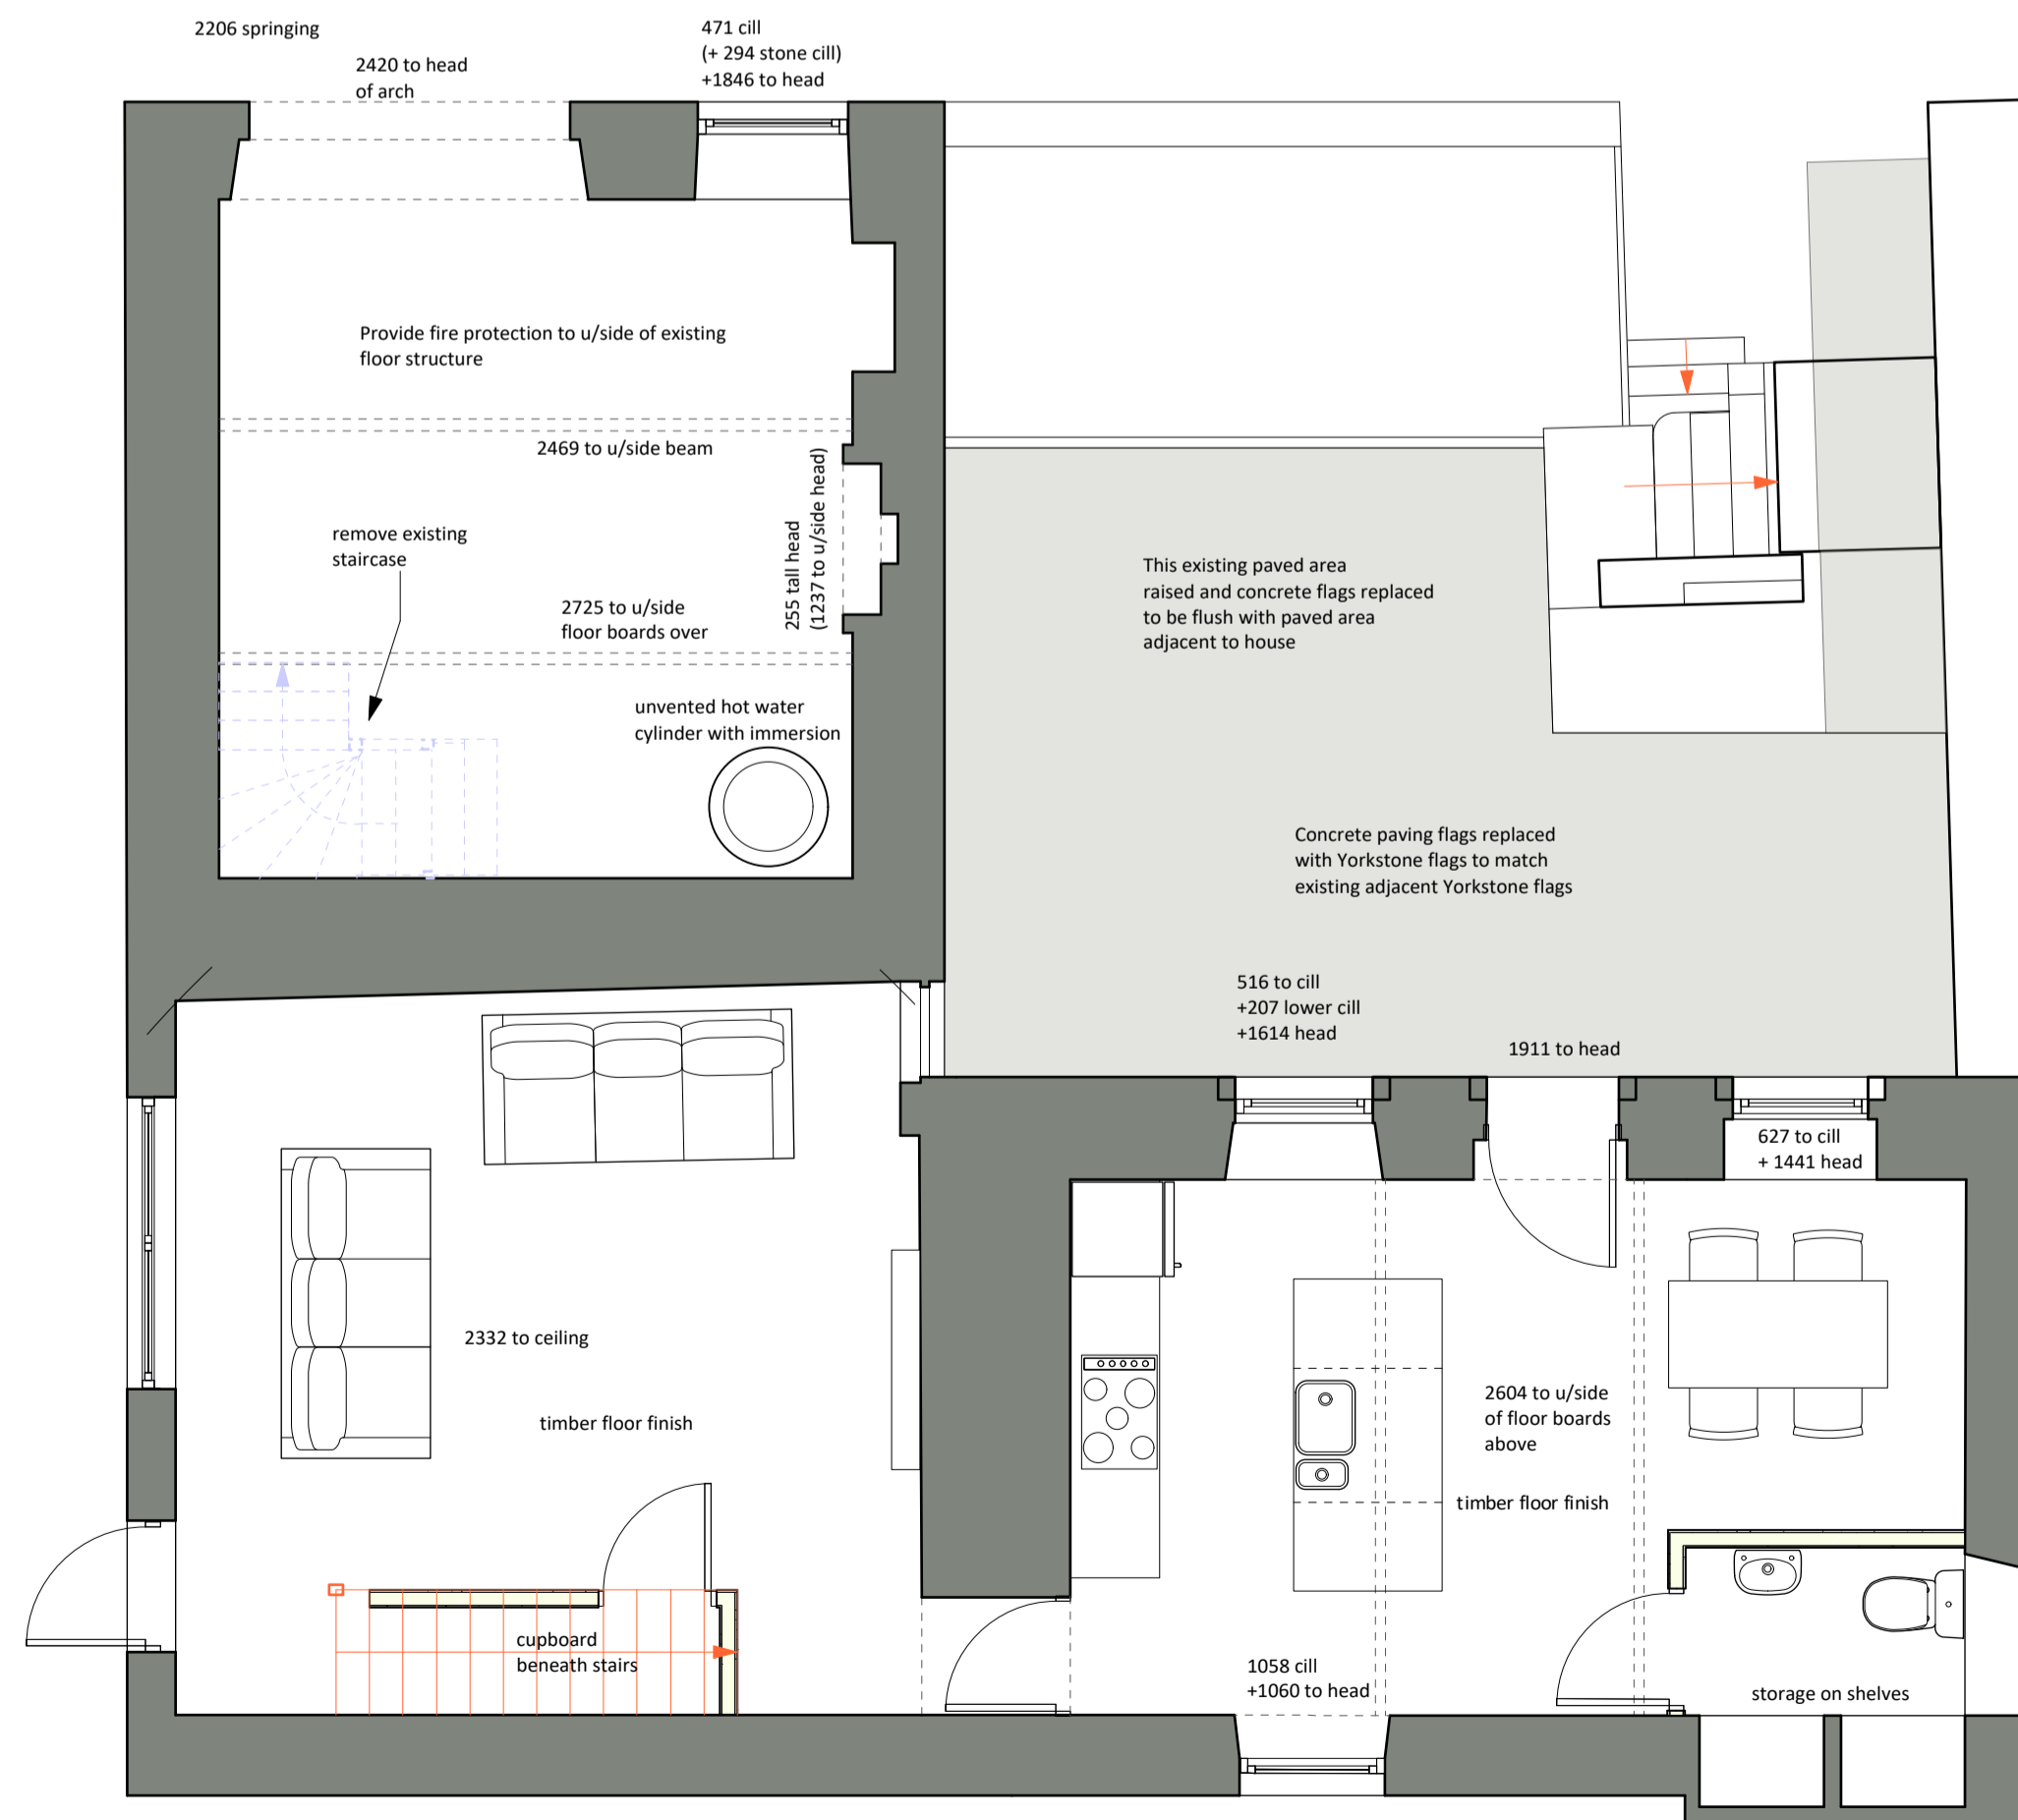 2206 springing
2420 to head
of arch
471 cill
(+ 294 stone cill)
+1846 to head
Provide fire protection to u/side of existing
floor structure
2469 to u/side beam
255 tall head
(1237 to u/side head)
remove existing
staircase
2725 to u/side
floor boards over
unvented hot water
cylinder with immersion
This existing paved area
raised and concrete flags replaced
to be flush with paved area
adjacent to house
Concrete paving flags replaced
with Yorkstone flags to match
existing adjacent Yorkstone flags
516 to cill
+207 lower cill
+1614 head
1911 to head
627 to cill
+ 1441 head
2332 to ceiling
timber floor finish
2604 to u/side
of floor boards
above
timber floor finish
cupboard
beneath stairs
1058 cill
+1060 to head
storage on shelves